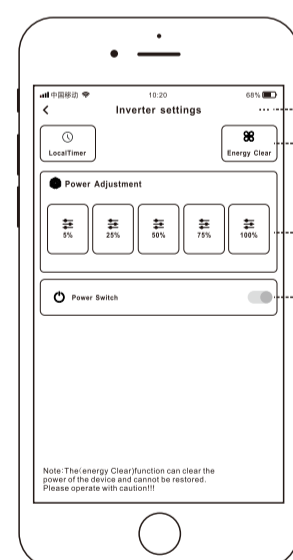 中国移动 10:20 68%
Inverter settings
LocalTimer Energy Clear
Power Adjustment
5% 25% 50% 75% 100%
Power Switch
Note:The(energy Clear)function can clear the
power of the device and cannot be restored.
Please operate with caution!!!